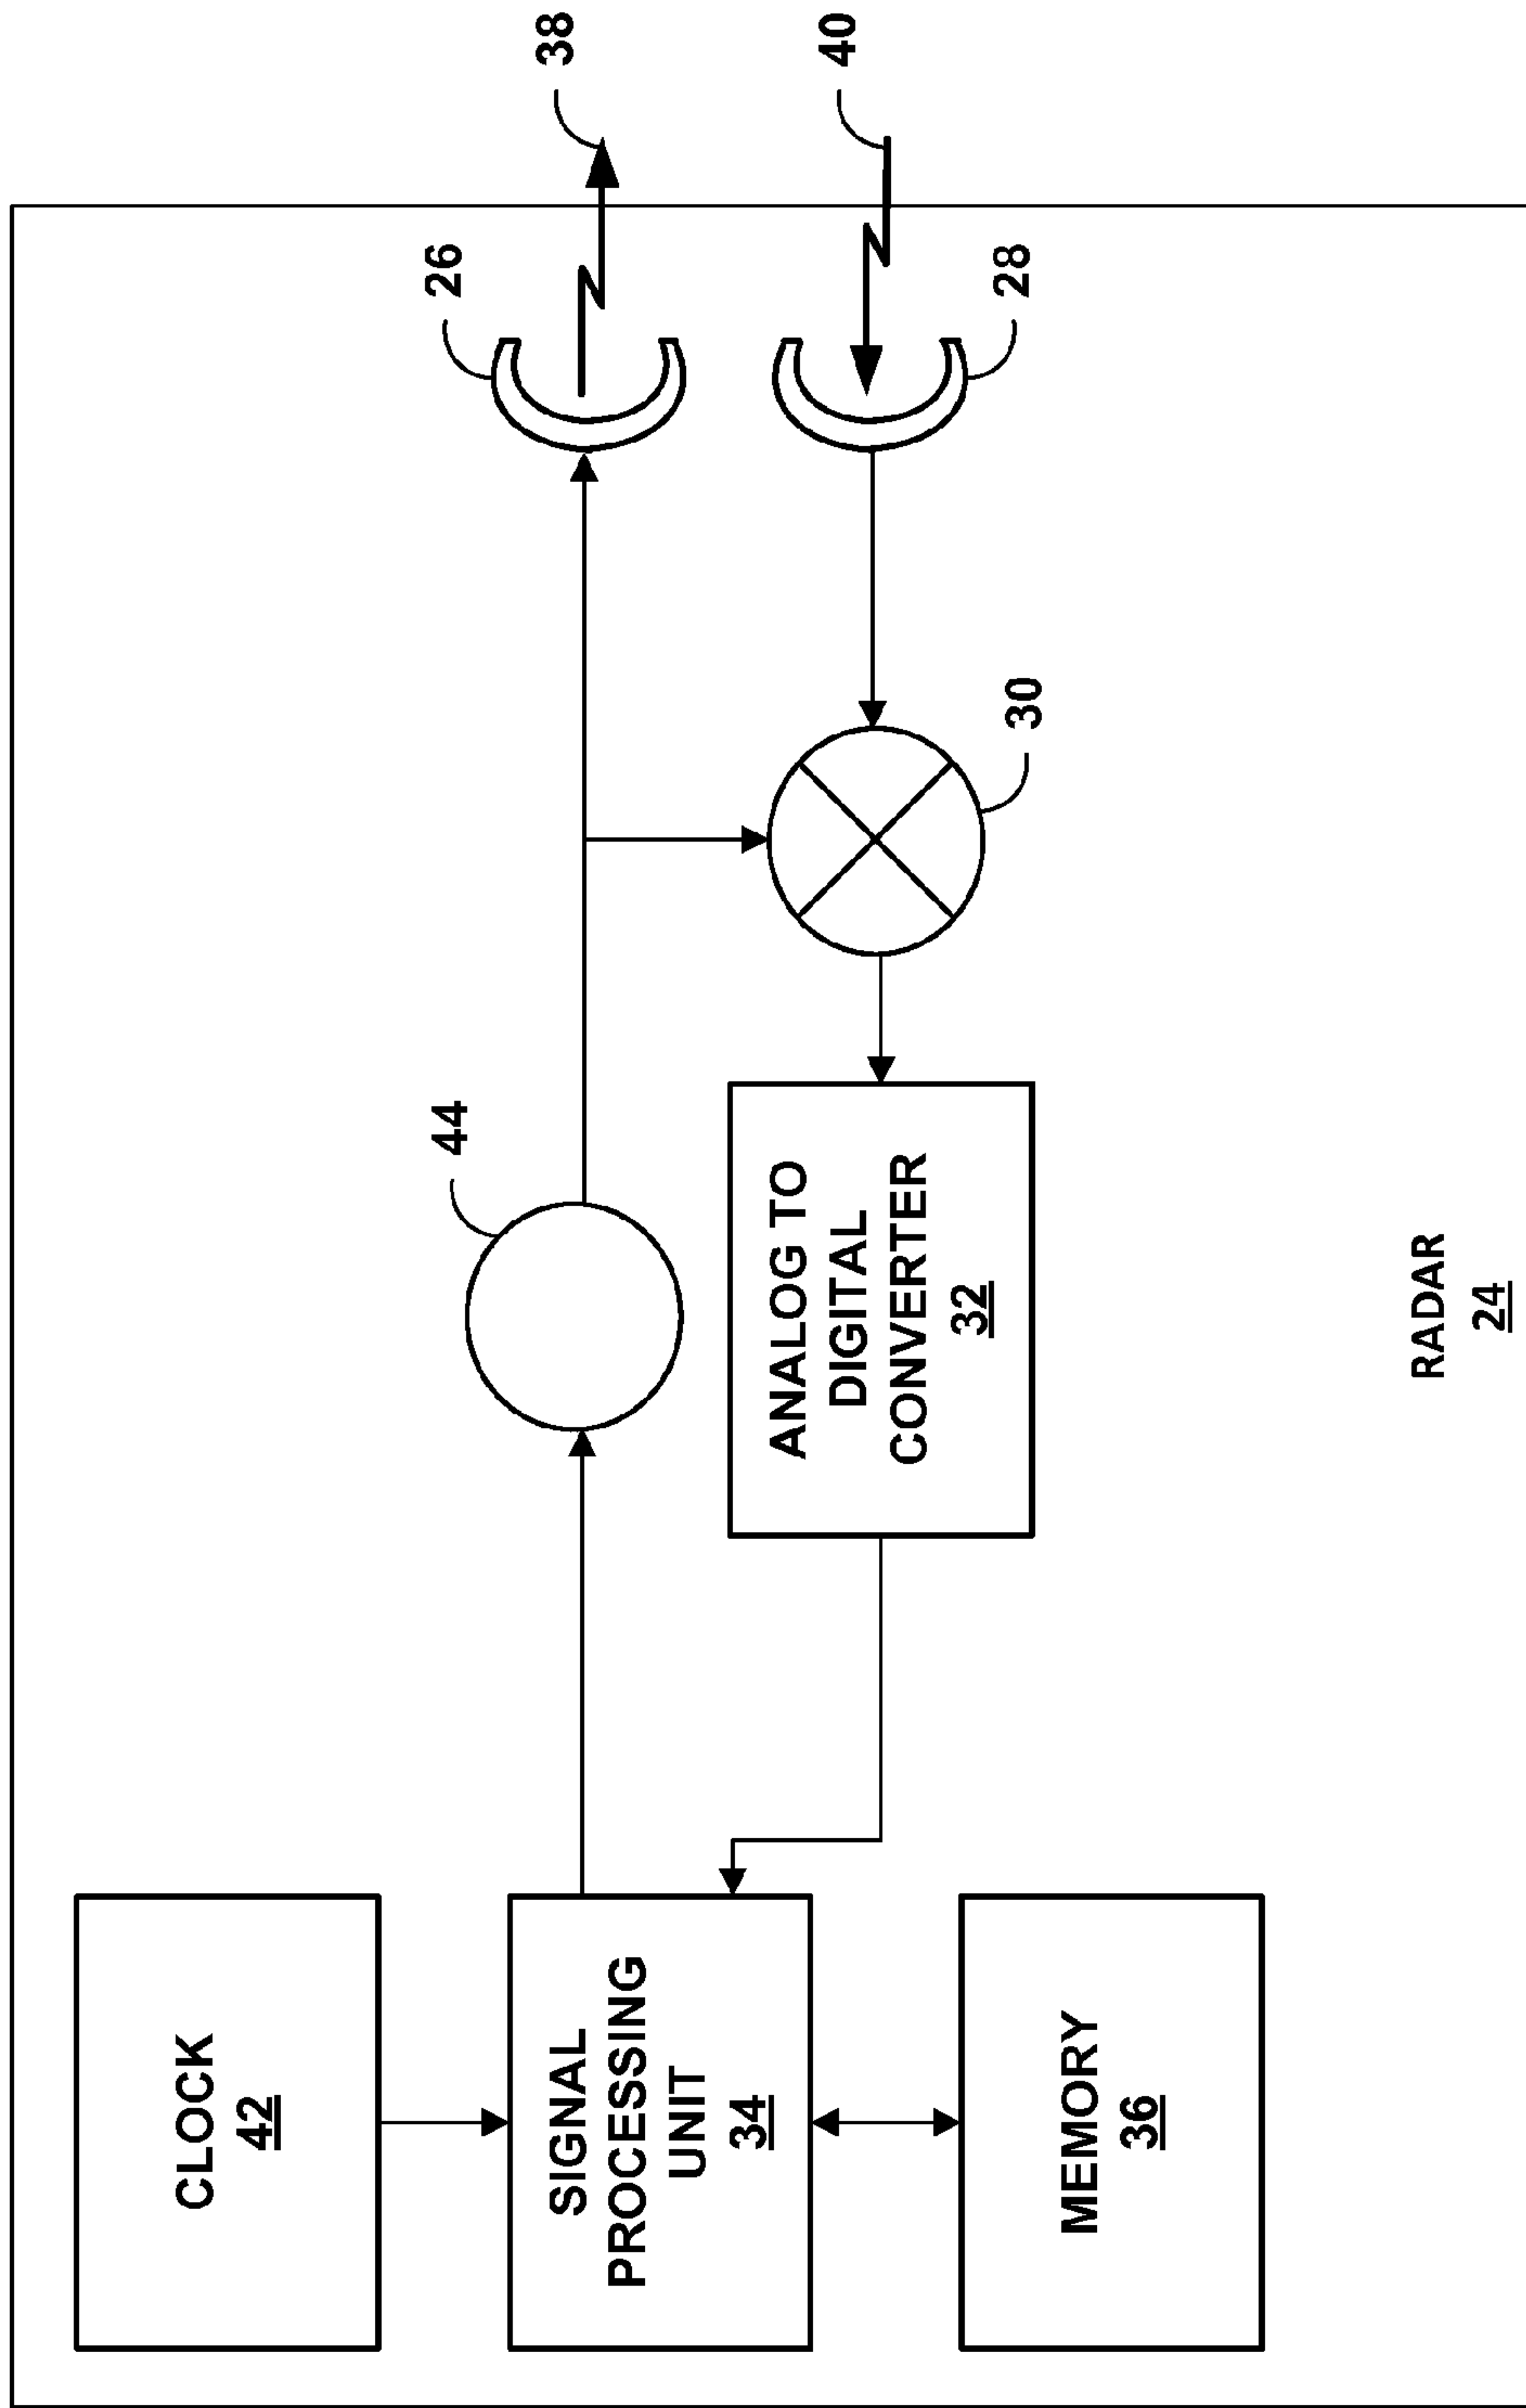 38
40
26
28
30
44
ANALOG TO
DIGITAL
CONVERTER
32
CLOCK
42
SIGNAL
PROCESSING
UNIT
34
MEMORY
36
RADAR
24